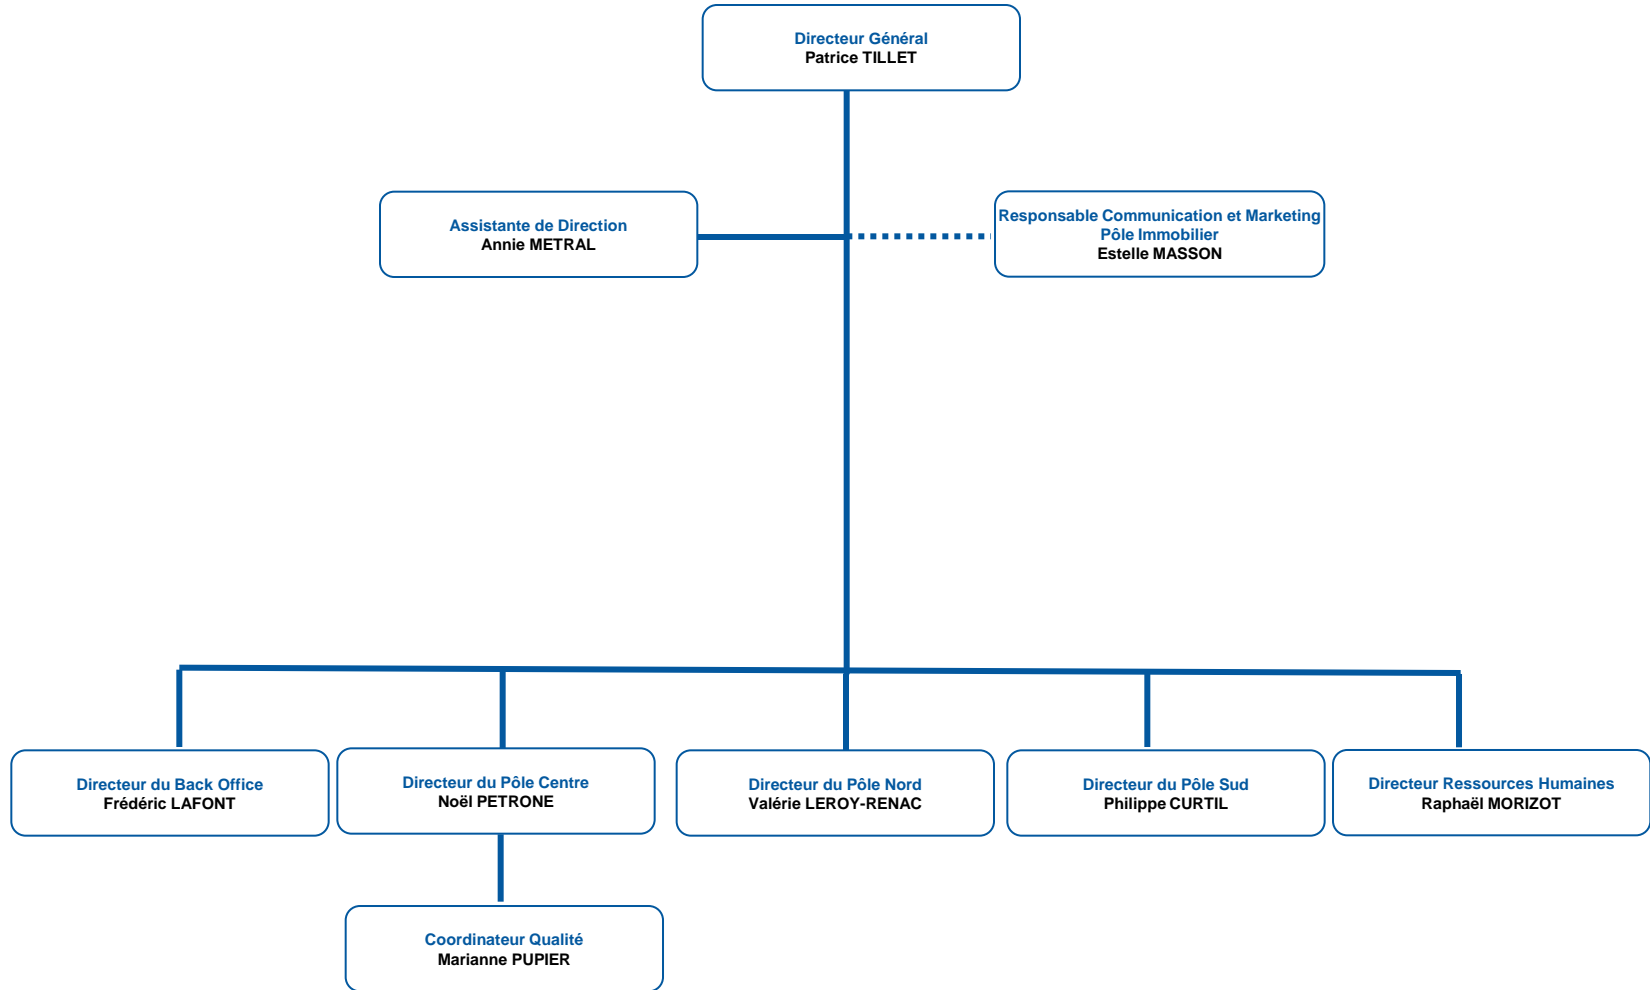 Directeur Général
Patrice TILLET
Assistante de Direction
Annie METRAL
Responsable Communication et Marketing
Pôle Immobilier
Estelle MASSON
Directeur du Back Office
Frédéric LAFONT
Directeur du Pôle Centre
Noël PETRONE
Directeur du Pôle Nord
Valérie LEROY-RENAC
Directeur du Pôle Sud
Philippe CURTIL
Directeur Ressources Humaines
Raphaël MORIZOT
Coordinateur Qualité
Marianne PUPIER